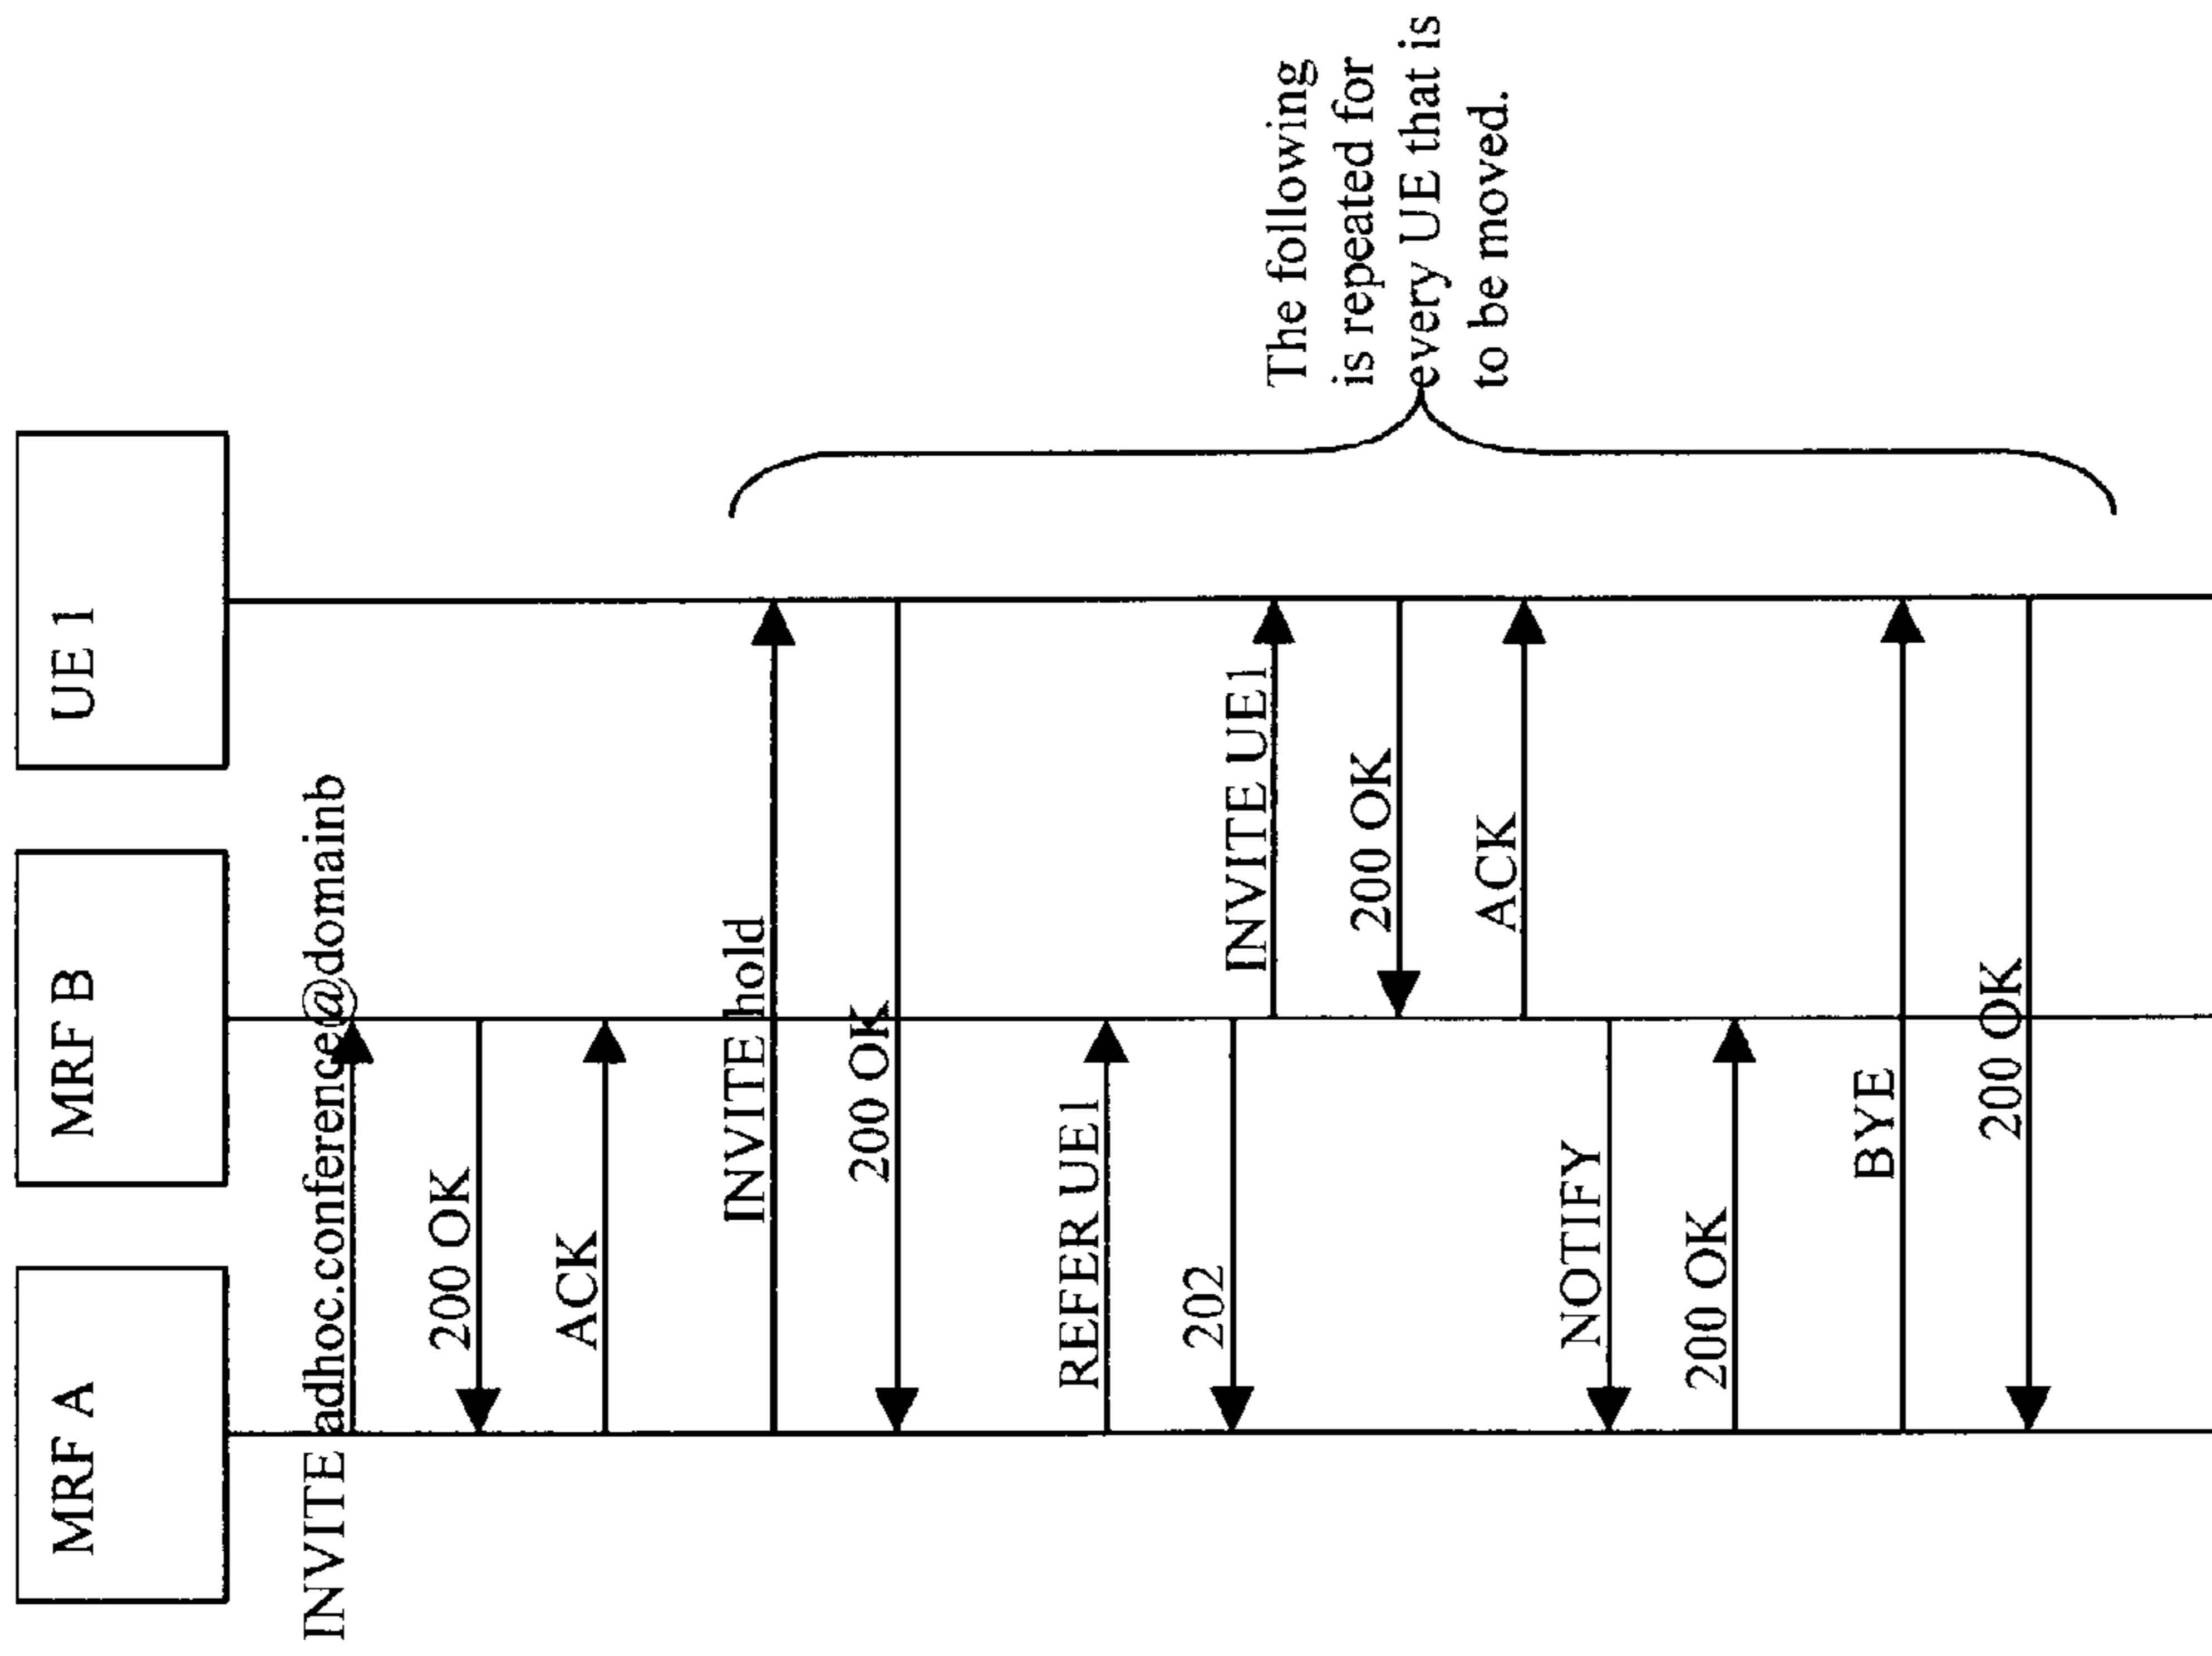 MRF A
MRF B
UE 1
INVITE adhoc.conference@domainb
200 OK
ACK
INVITE hold
200 OK
REFER UE1
202
INVITE UE1
200 OK
ACK
NOTIFY
200 OK
BYE
200 OK
The following
is repeated for
every UE that is
to be moved.